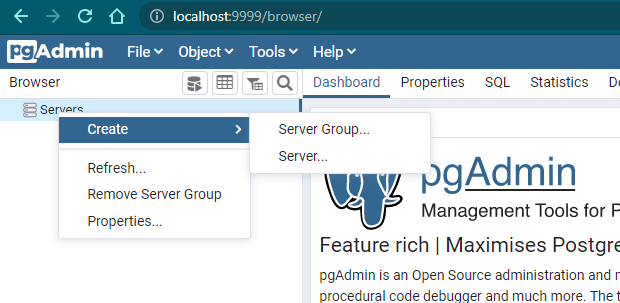 localhost:9999/browser/
pgAdmin File Object Tools Help
Browser
Dashboard Properties SQL Statistics
Servers
Create
Server Group...
Server...
Refresh...
Remove Server Group
Properties...
pgAdmin
Management Tools for
Feature rich | Maximises
pgAdmin is an Open Source administration and
procedural code debugger and much more. The